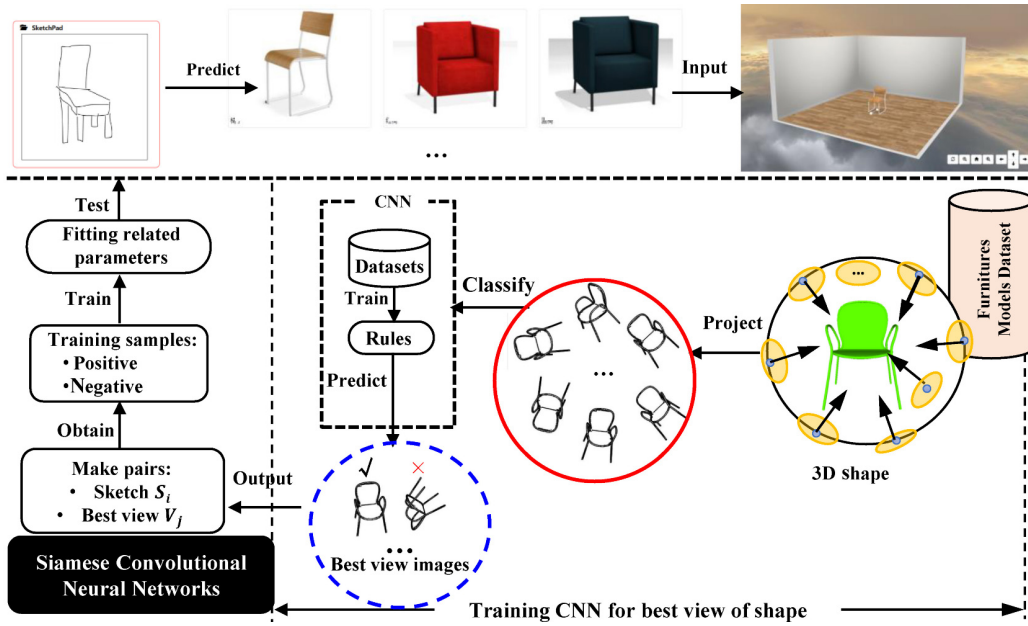 SketchPad
Predict
Input
...
Test
Fitting related
parameters
Train
Training samples:
• Positive
• Negative
Obtain
Make pairs:
• Sketch S_i
• Best view V_j
Siamese Convolutional
Neural Networks
CNN
Datasets
Train
Rules
Predict
Classify
...
Project
...
3D shape
Furnitures
Models Dataset
Output
...
Best view images
Training CNN for best view of shape